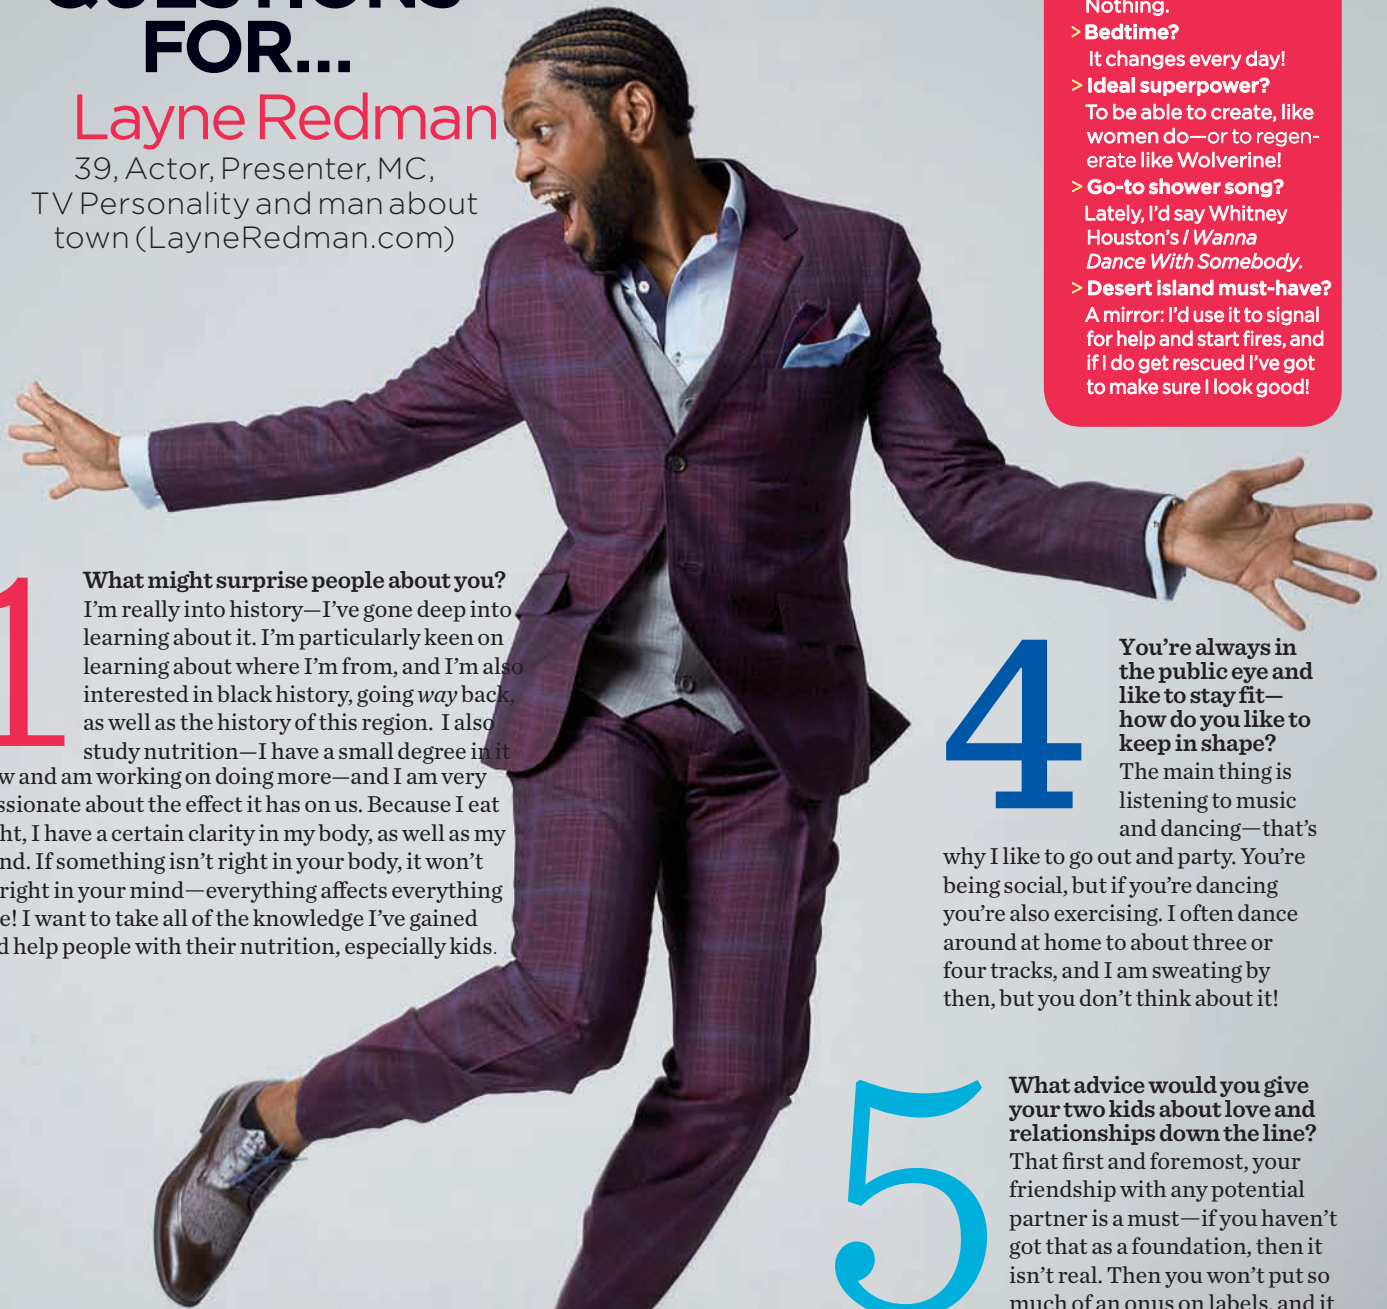 QUESTIONS
FOR...
Layne Redman
39, Actor, Presenter, MC,
TV Personality and man about
town (LayneRedman.com)
Nothing.
> Bedtime?
It changes every day!
> Ideal superpower?
To be able to create, like
women do—or to regen-
erate like Wolverine!
> Go-to shower song?
Lately, I'd say Whitney
Houston's I Wanna
Dance With Somebody.
> Desert island must-have?
A mirror: I'd use it to signal
for help and start fires, and
if I do get rescued I've got
to make sure I look good!
1
What might surprise people about you?
I'm really into history—I've gone deep into
learning about it. I'm particularly keen on
learning about where I'm from, and I'm also
interested in black history, going way back,
as well as the history of this region. I also
study nutrition—I have a small degree in it
w and am working on doing more—and I am very
ssionate about the effect it has on us. Because I eat
ht, I have a certain clarity in my body, as well as my
nd. If something isn't right in your body, it won't
right in your mind—everything affects everything
e! I want to take all of the knowledge I've gained
d help people with their nutrition, especially kids.
4
You're always in
the public eye and
like to stay fit—
how do you like to
keep in shape?
The main thing is
listening to music
and dancing—that's
why I like to go out and party. You're
being social, but if you're dancing
you're also exercising. I often dance
around at home to about three or
four tracks, and I am sweating by
then, but you don't think about it!
5
What advice would you give
your two kids about love and
relationships down the line?
That first and foremost, your
friendship with any potential
partner is a must—if you haven't
got that as a foundation, then it
isn't real. Then you won't put so
much of an onus on labels, and it